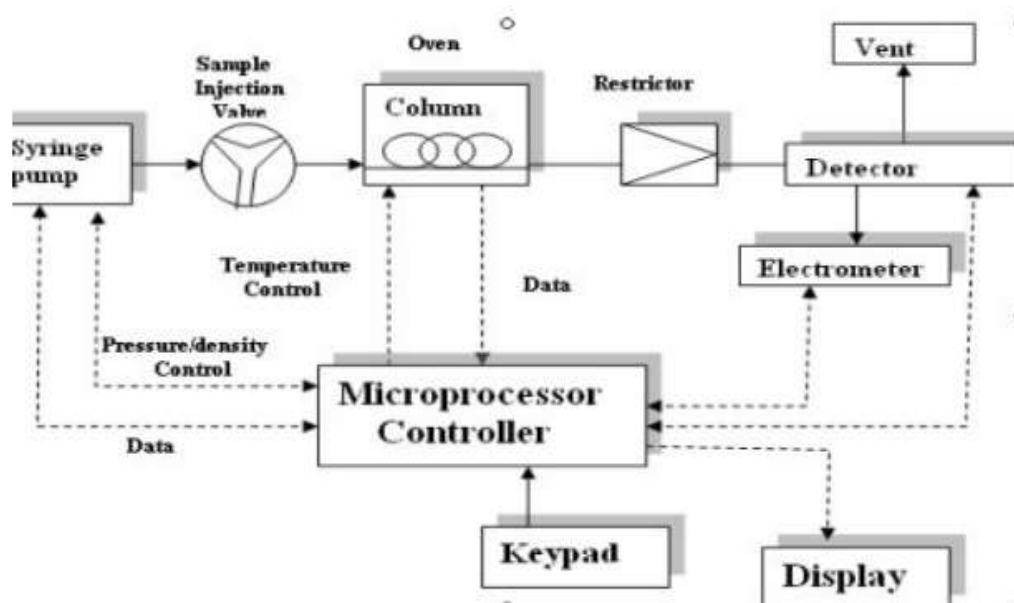 Oven
Vent
Sample
Injection
Valve
Restrictor
Column
Syringe
pump
Detector
Electrometer
Temperature
Control
Data
Pressure/density
Control
Microprocessor
Controller
Data
Keypad
Display